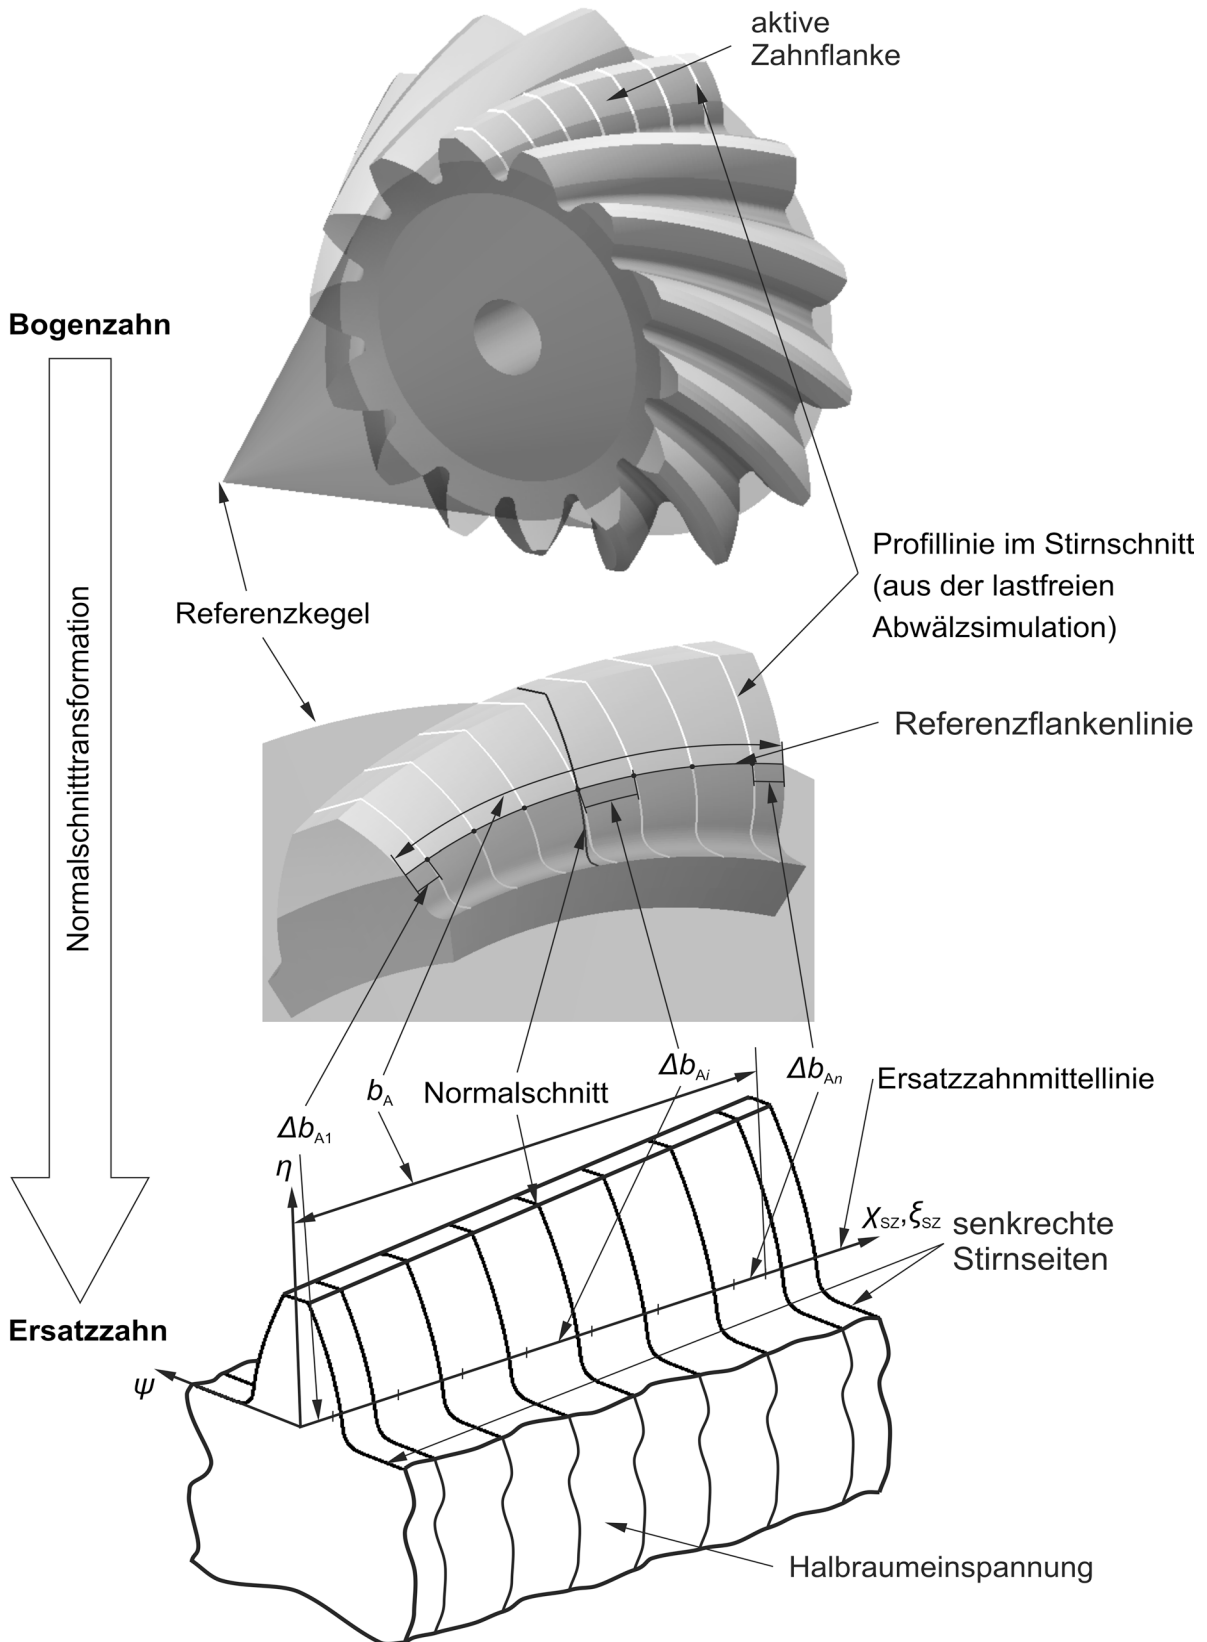 aktive
Zahnflanke
Bogenzahn
Profillinie im Stirnschnitt
(aus der lastfreien
Abwälzsimulation)
Referenzkegel
Normalschnitttransformation
Referenzflankenlinie
Δb_A1
b_A
Normalschnitt
Δb_Ai
Δb_An
Ersatzzahnmittellinie
η
χ_SZ,ξ_SZ
senkrechte
Stirnseiten
Ersatzzahn
ψ
Halbraumeinspannung